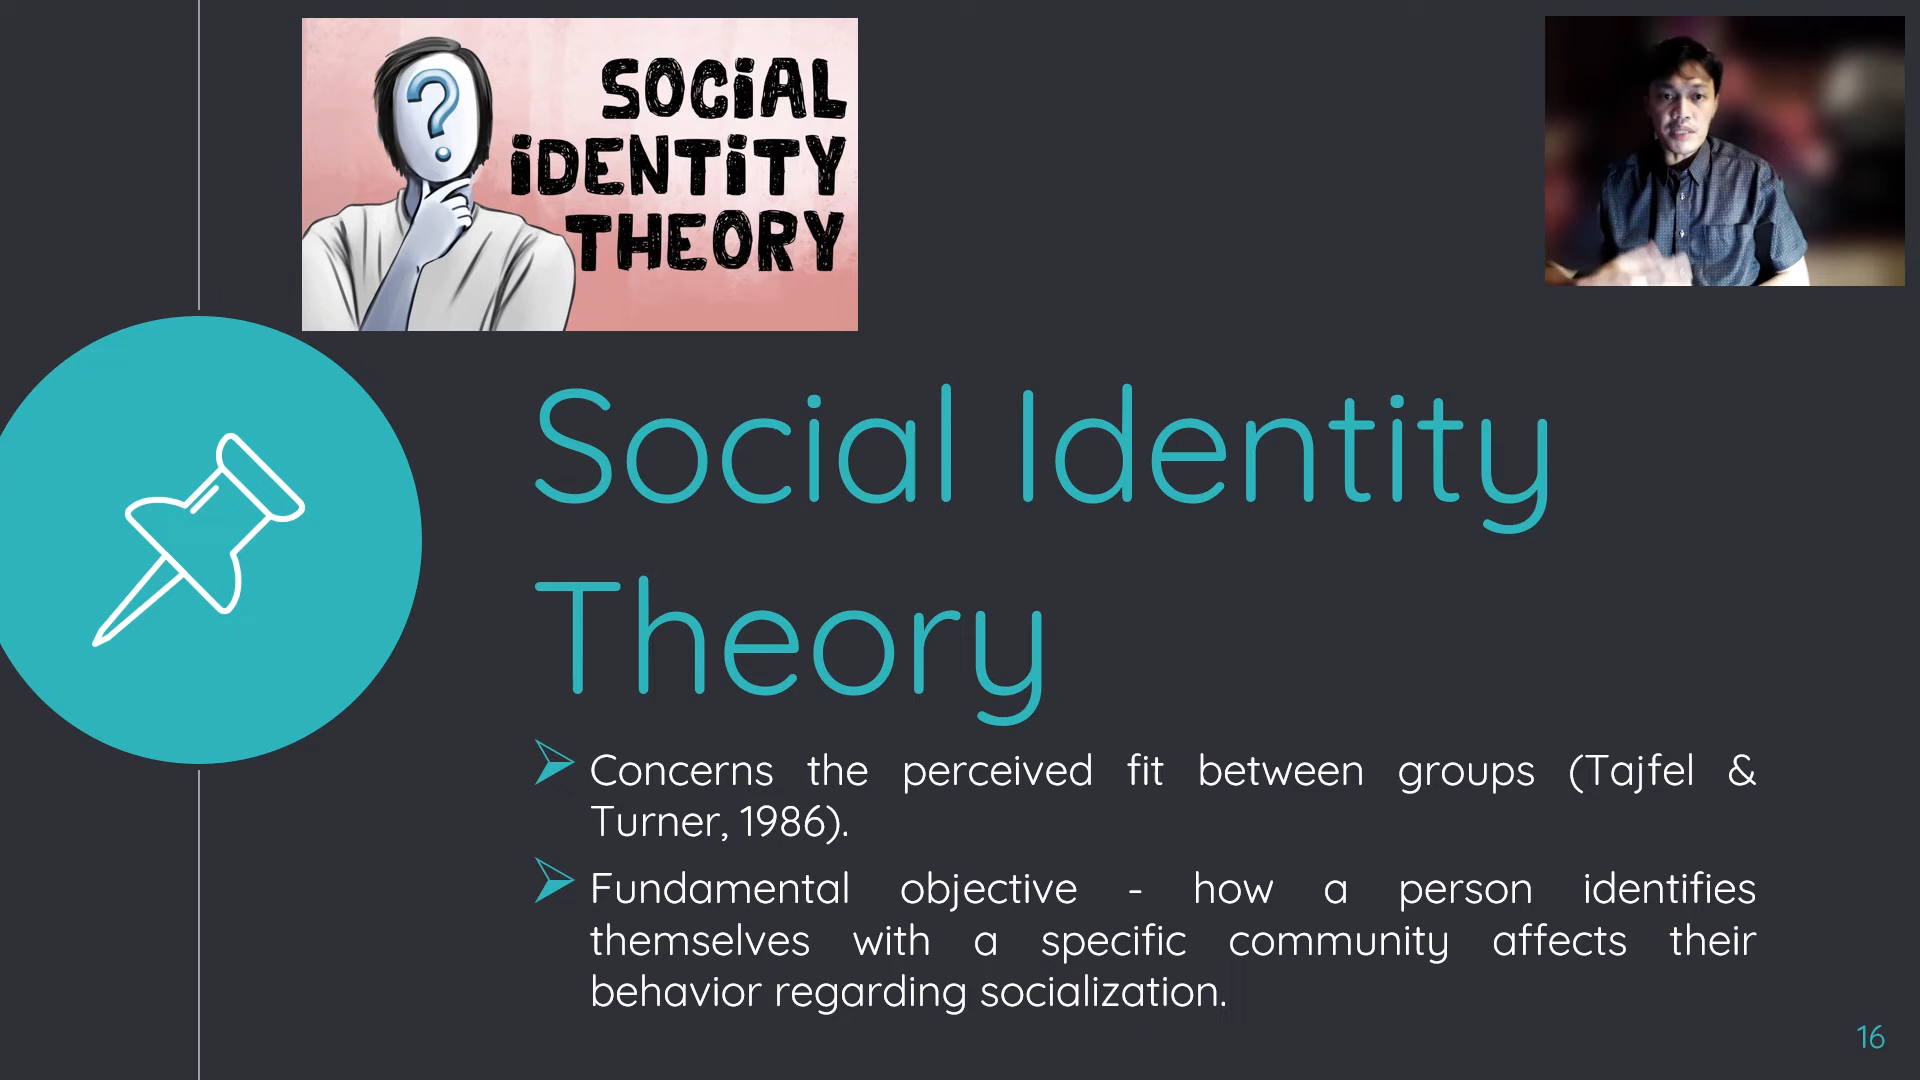 ?
SOCiAL
iDENTiTY
THEORY
Social Identity
Theory
Concerns the perceived fit between groups (Tajfel &
Turner, 1986).
Fundamental objective - how a person identifies
themselves with a specific community affects their
behavior regarding socialization.
16